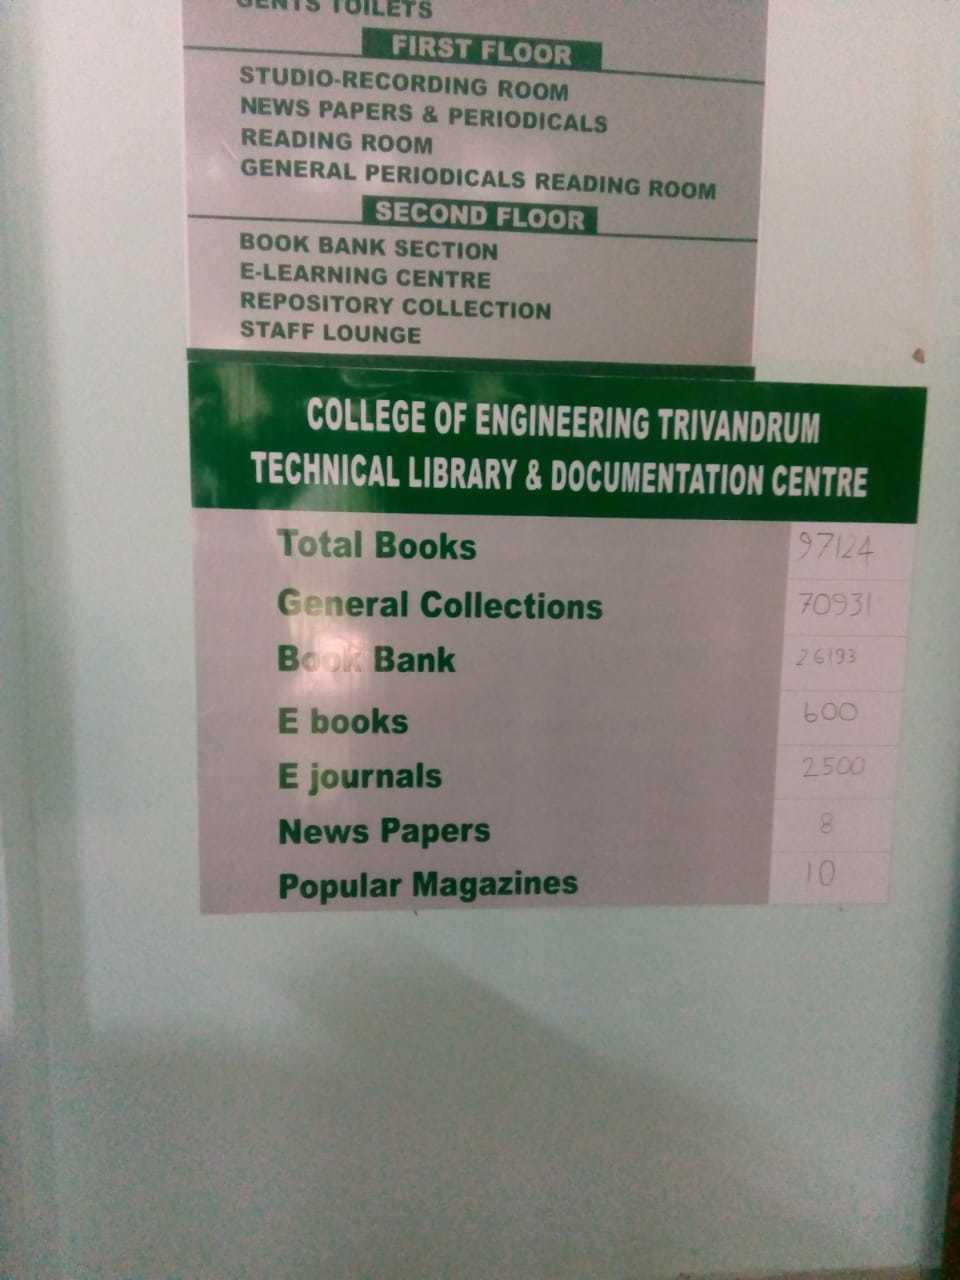 GENTS TOILETS
FIRST FLOOR
STUDIO-RECORDING ROOM
NEWS PAPERS & PERIODICALS
READING ROOM
GENERAL PERIODICALS READING ROOM
SECOND FLOOR
BOOK BANK SECTION
E-LEARNING CENTRE
REPOSITORY COLLECTION
STAFF LOUNGE
COLLEGE OF ENGINEERING TRIVANDRUM
TECHNICAL LIBRARY & DOCUMENTATION CENTRE
Total Books 97124
General Collections 70931
Book Bank 26193
E books 600
E journals 2500
News Papers 8
Popular Magazines 10